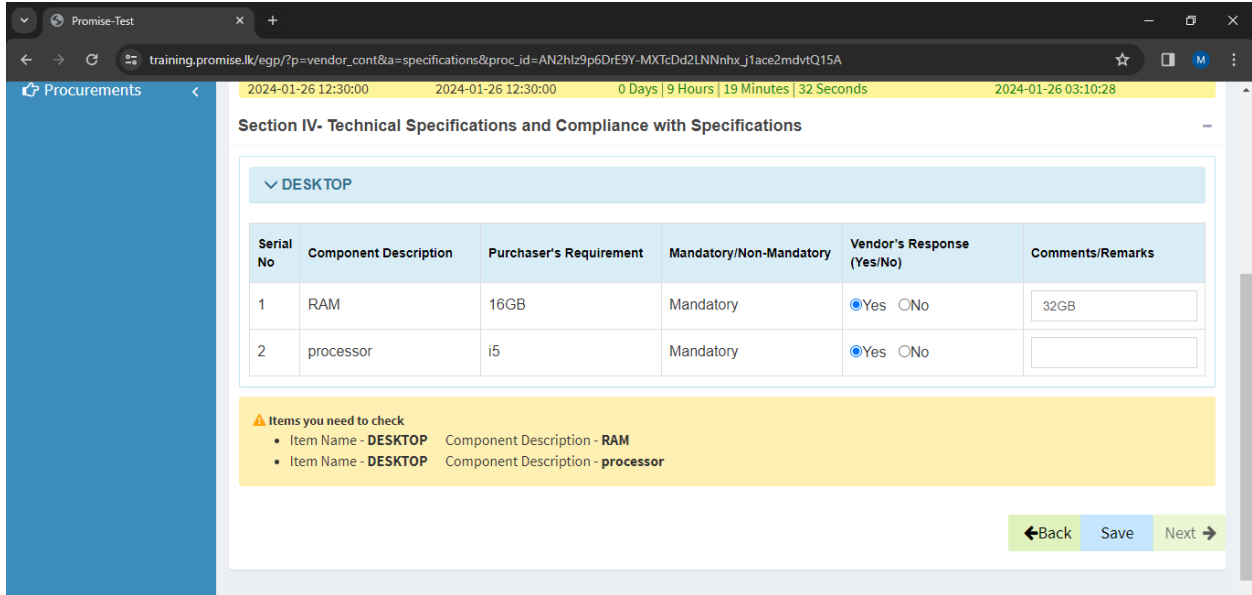 Promise-Test
training.promise.lk/egp/?p=vendor_cont&a=specifications&proc_id=AN2hIz9p6DrE9Y-MXTcDd2LNNnhx_j1ace2mdvtQ15A
M
Procurements
2024-01-26 12:30:00 2024-01-26 12:30:00 0 Days | 9 Hours | 19 Minutes | 32 Seconds 2024-01-26 03:10:28
Section IV- Technical Specifications and Compliance with Specifications
DESKTOP
Serial No Component Description Purchaser's Requirement Mandatory/Non-Mandatory Vendor's Response (Yes/No) Comments/Remarks
1 RAM 16GB Mandatory Yes No 32GB
2 processor i5 Mandatory Yes No
Items you need to check
• Item Name - DESKTOP Component Description - RAM
• Item Name - DESKTOP Component Description - processor
Back Save Next